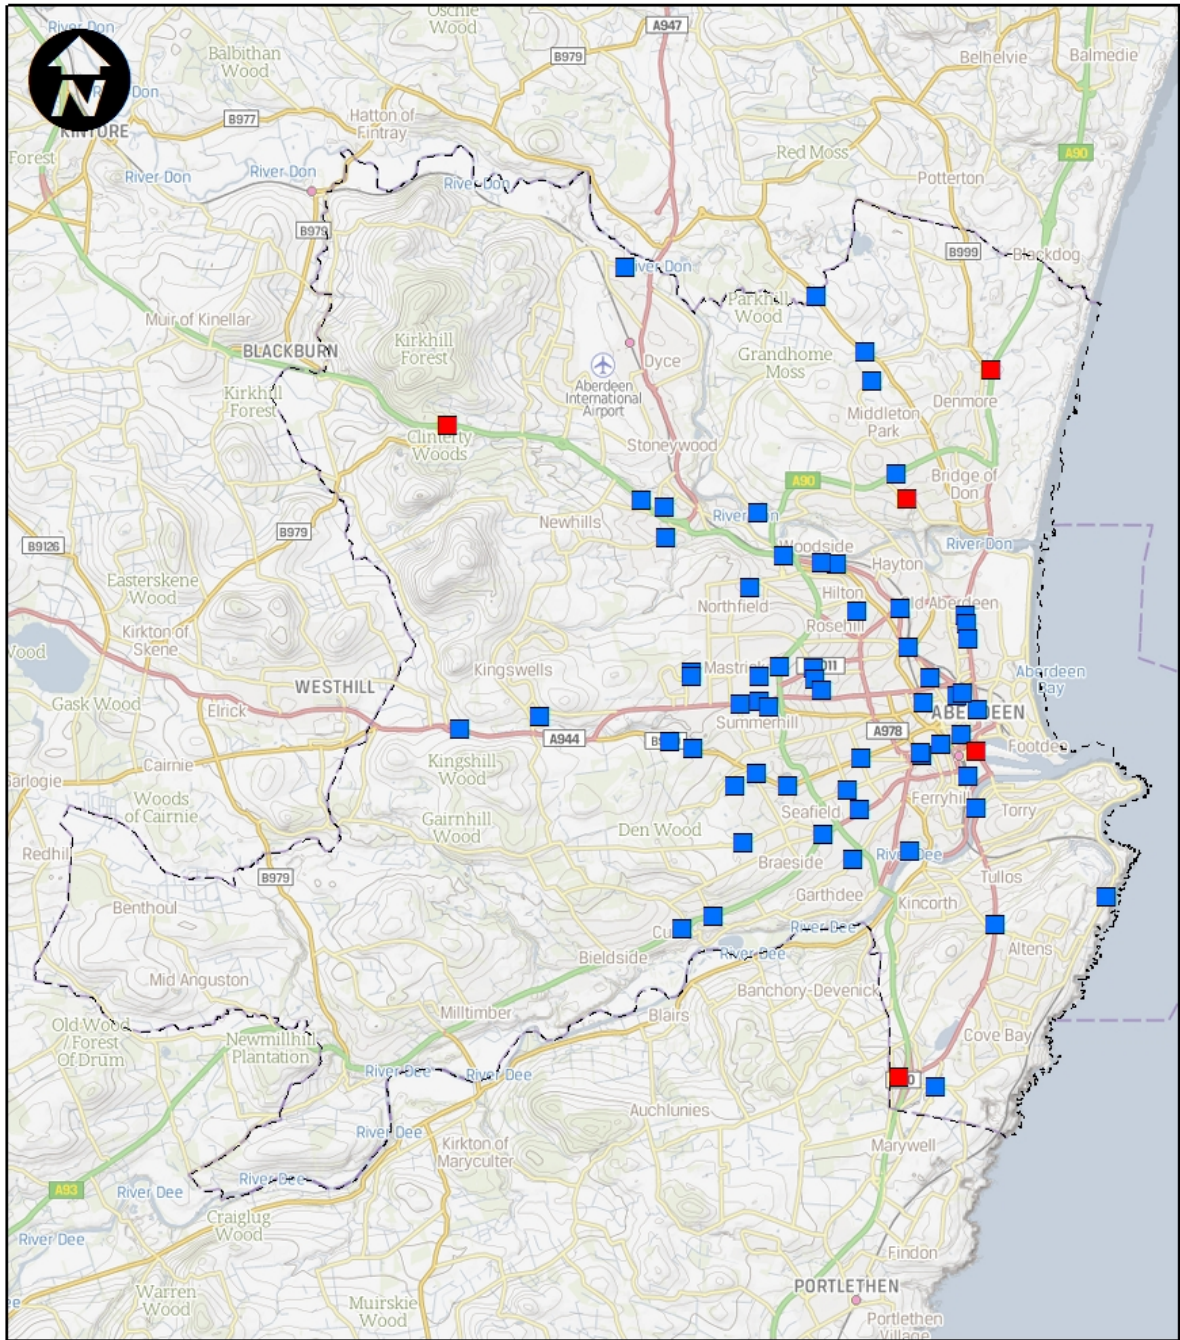 Oschie
Wood
A947
River Don
Balbithan
Wood
B979
Belhelvie
Balmedie
N
Don
KINTORE
B977
Hatton of
Fintray
Forest
Red Moss
A90
River Don
River Don
River Don
Potterton
B979
B999
Blackdog
River Don
Parkhill
Wood
Muir of Kinellar
BLACKBURN
Kirkhill
Forest
Dyce
Grandhome
Moss
Aberdeen
International
Airport
Kirkhill
Forest
Denmore
Middleton
Park
Clinterty
Woods
Stoneywood
A90
Bridge of
Don
Newhills
River Don
B979
B9126
Woodside
River Don
Hayton
Easterskene
Wood
Northfield
Hilton
Old Aberdeen
Rosehill
Kirkton of
Skene
Kingswells
Mastrick
Aberdeen
Bay
WESTHILL
Gask Wood
Elrick
Summerhill
ABERDEEN
A978
A944
Footdee
Cairnie
Kingshill
Wood
Woods
of Cairnie
Gairnhill
Wood
Seafield
Ferryhill
Torry
Den Wood
Redhill
Braeside
River Dee
B979
Tullos
Garthdee
Kincorth
Benthoul
River Dee
Bieldside
River Dee
Altens
Mid Anguston
Banchory-Devenick
Milltimber
Blairs
Old Wood
/Forest
Of Drum
Newmillhill
Plantation
Cove Bay
River Dee
River Dee
Auchlunies
River Dee
Kirkton of
Maryculter
Marywell
A93
River Dee
River Dee
Craiglug
Wood
River Dee
Findon
Warren
Wood
Muirskie
Wood
PORTLETHEN
Portlethen
Village